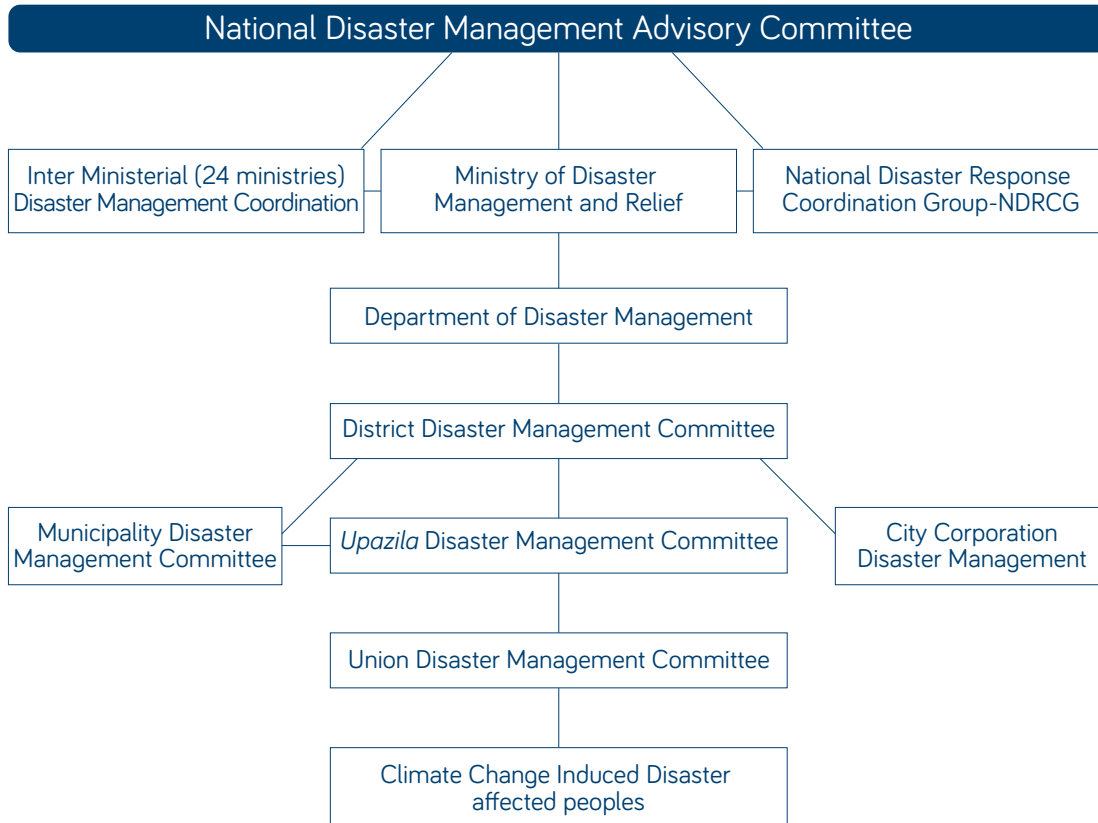 National Disaster Management Advisory Committee
Inter Ministerial (24 ministries)
Disaster Management Coordination
Ministry of Disaster
Management and Relief
National Disaster Response
Coordination Group-NDRCG
Department of Disaster Management
District Disaster Management Committee
Municipality Disaster
Management Committee
Upazila Disaster Management Committee
City Corporation
Disaster Management
Union Disaster Management Committee
Climate Change Induced Disaster
affected peoples